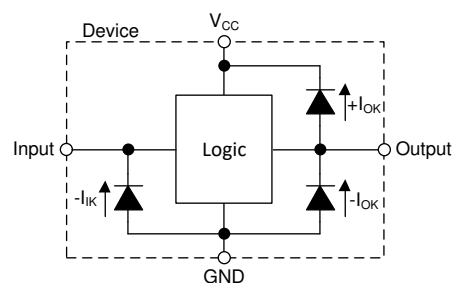 Device
VCC
+IOK
Input
Logic
Output
-IIK
-IOK
GND